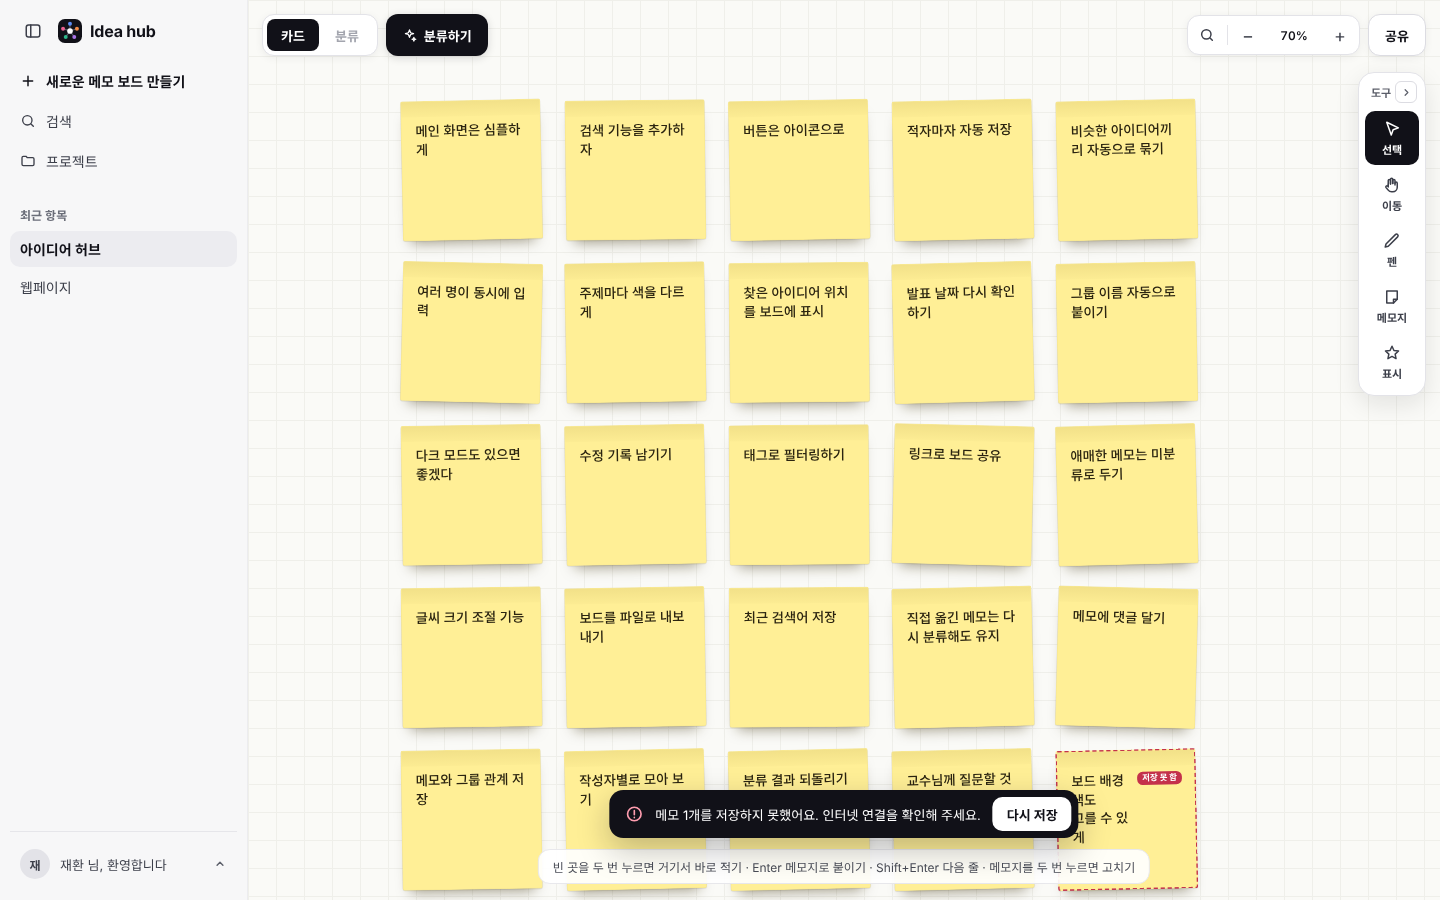 Idea hub
새로운 메모 보드 만들기
검색
프로젝트
최근 항목
아이디어 허브
웹페이지
재
재환 님, 환영합니다
카드
분류
분류하기
70%
공유
도구
선택
이동
펜
메모지
표시
메인 화면은 심플하
게
검색 기능을 추가하
자
버튼은 아이콘으로
적자마자 자동 저장
비슷한 아이디어끼
리 자동으로 묶기
여러 명이 동시에 입
력
주제마다 색을 다르
게
찾은 아이디어 위치
를 보드에 표시
발표 날짜 다시 확인
하기
그룹 이름 자동으로
붙이기
다크 모드도 있으면
좋겠다
수정 기록 남기기
태그로 필터링하기
링크로 보드 공유
애매한 메모는 미분
류로 두기
글씨 크기 조절 기능
보드를 파일로 내보
내기
최근 검색어 저장
직접 옮긴 메모는 다
시 분류해도 유지
메모에 댓글 달기
메모와 그룹 관계 저
장
작성자별로 모아 보
기
분류 결과 되돌리기
교수님께 질문할 것
보드 배경
색도
고를 수 있
게
저장 못 함
메모 1개를 저장하지 못했어요. 인터넷 연결을 확인해 주세요.
다시 저장
빈 곳을 두 번 누르면 거기서 바로 적기 · Enter 메모지로 붙이기 · Shift+Enter 다음 줄 · 메모지를 두 번 누르면 고치기